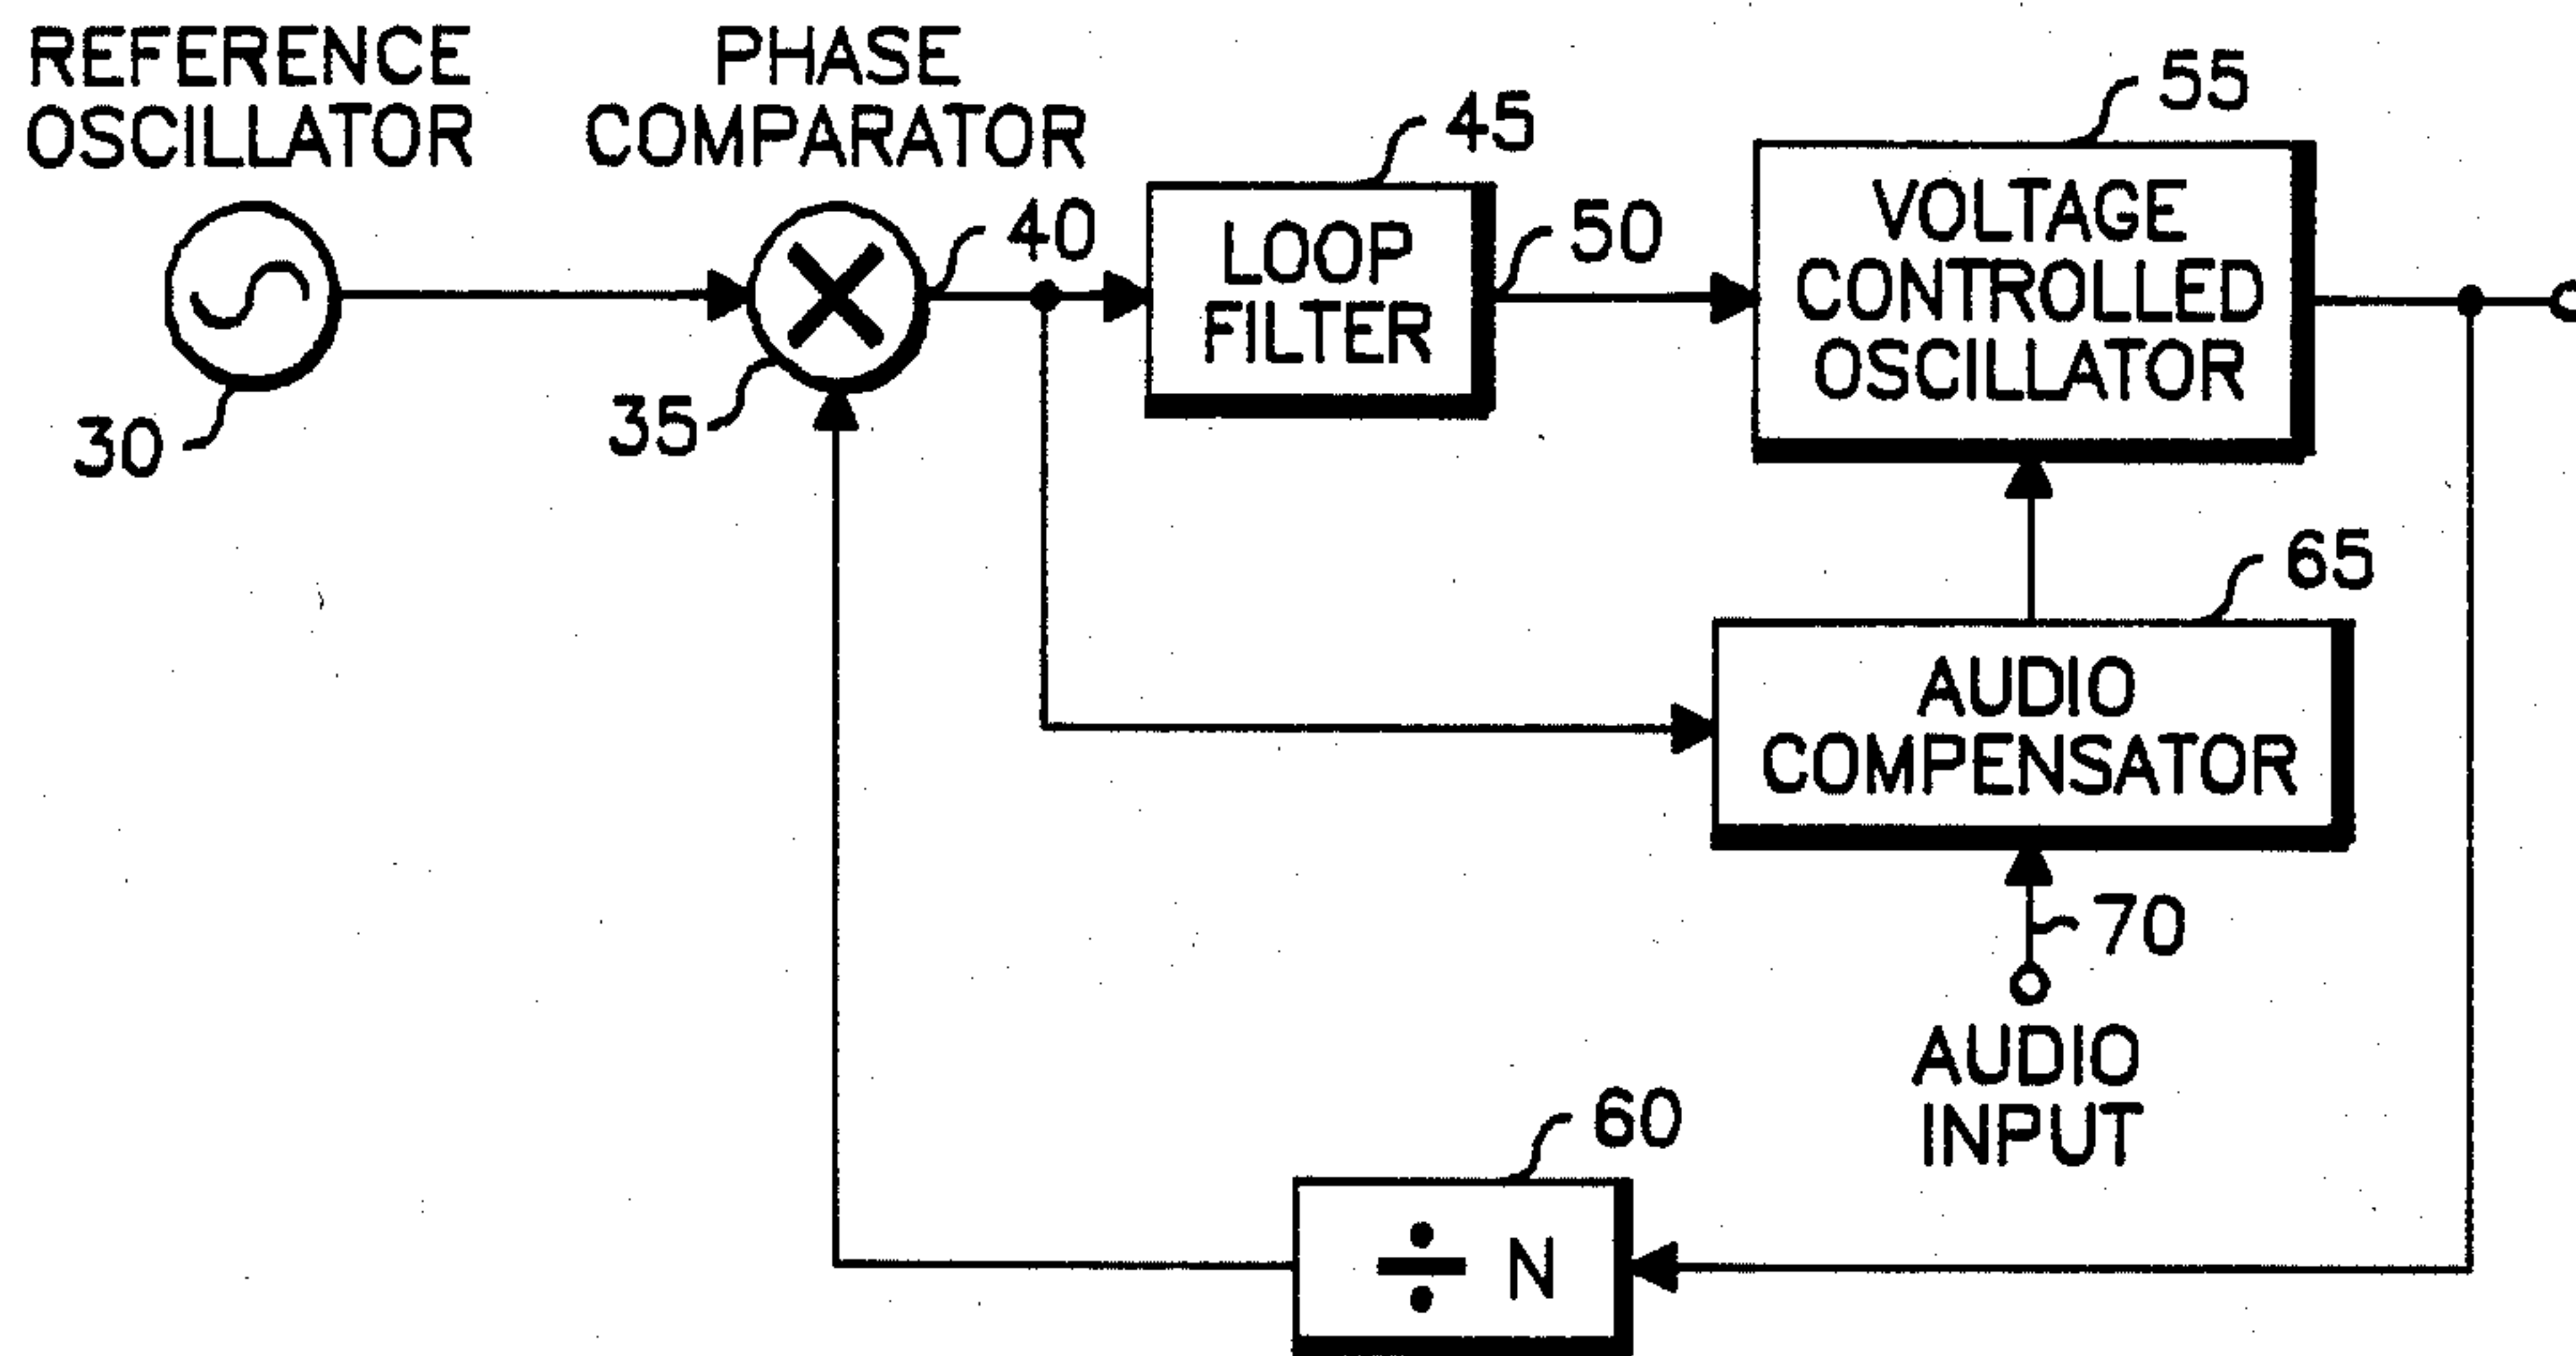 REFERENCE
OSCILLATOR
30
PHASE
COMPARATOR
35
40
45
LOOP
FILTER
50
55
VOLTAGE
CONTROLLED
OSCILLATOR
65
AUDIO
COMPENSATOR
70
AUDIO
INPUT
60
÷ N